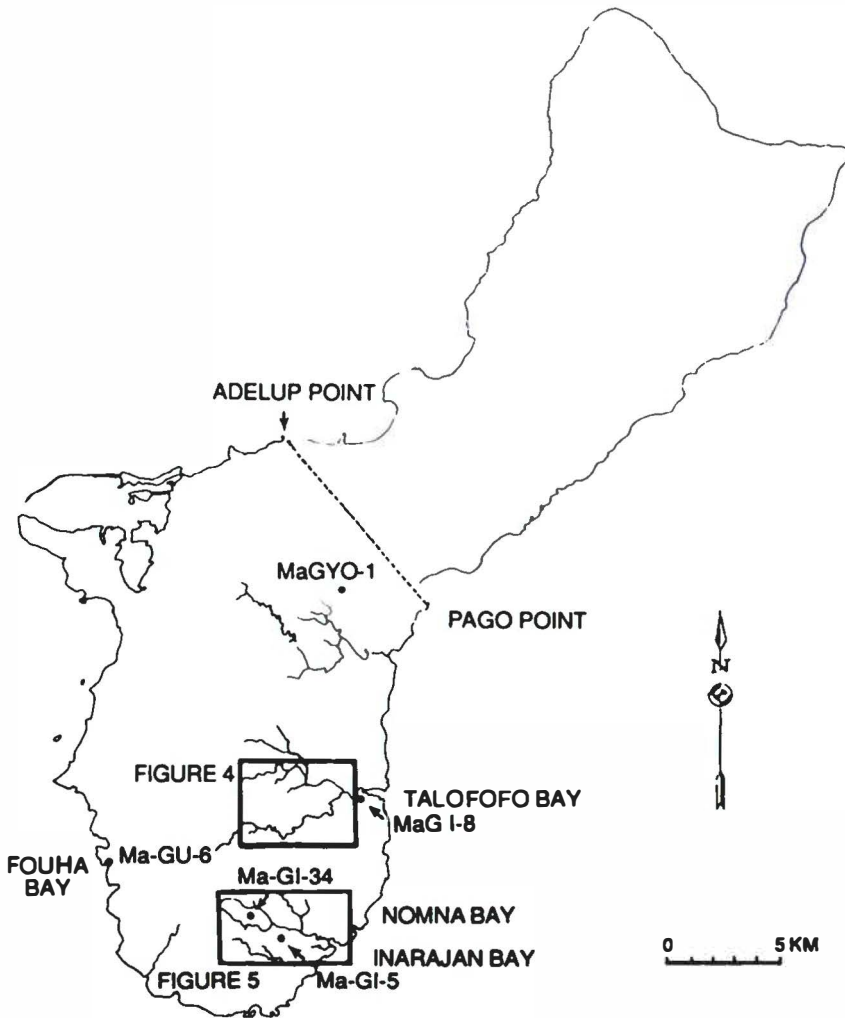 ADELUP POINT
MaGYO-1
PAGO POINT
N
FIGURE 4
TALOFOFO BAY
MaG I-8
FOUHA
BAY
Ma-GU-6
Ma-GI-34
NOMNA BAY
INARAJAN BAY
FIGURE 5
Ma-GI-5
0 5 KM